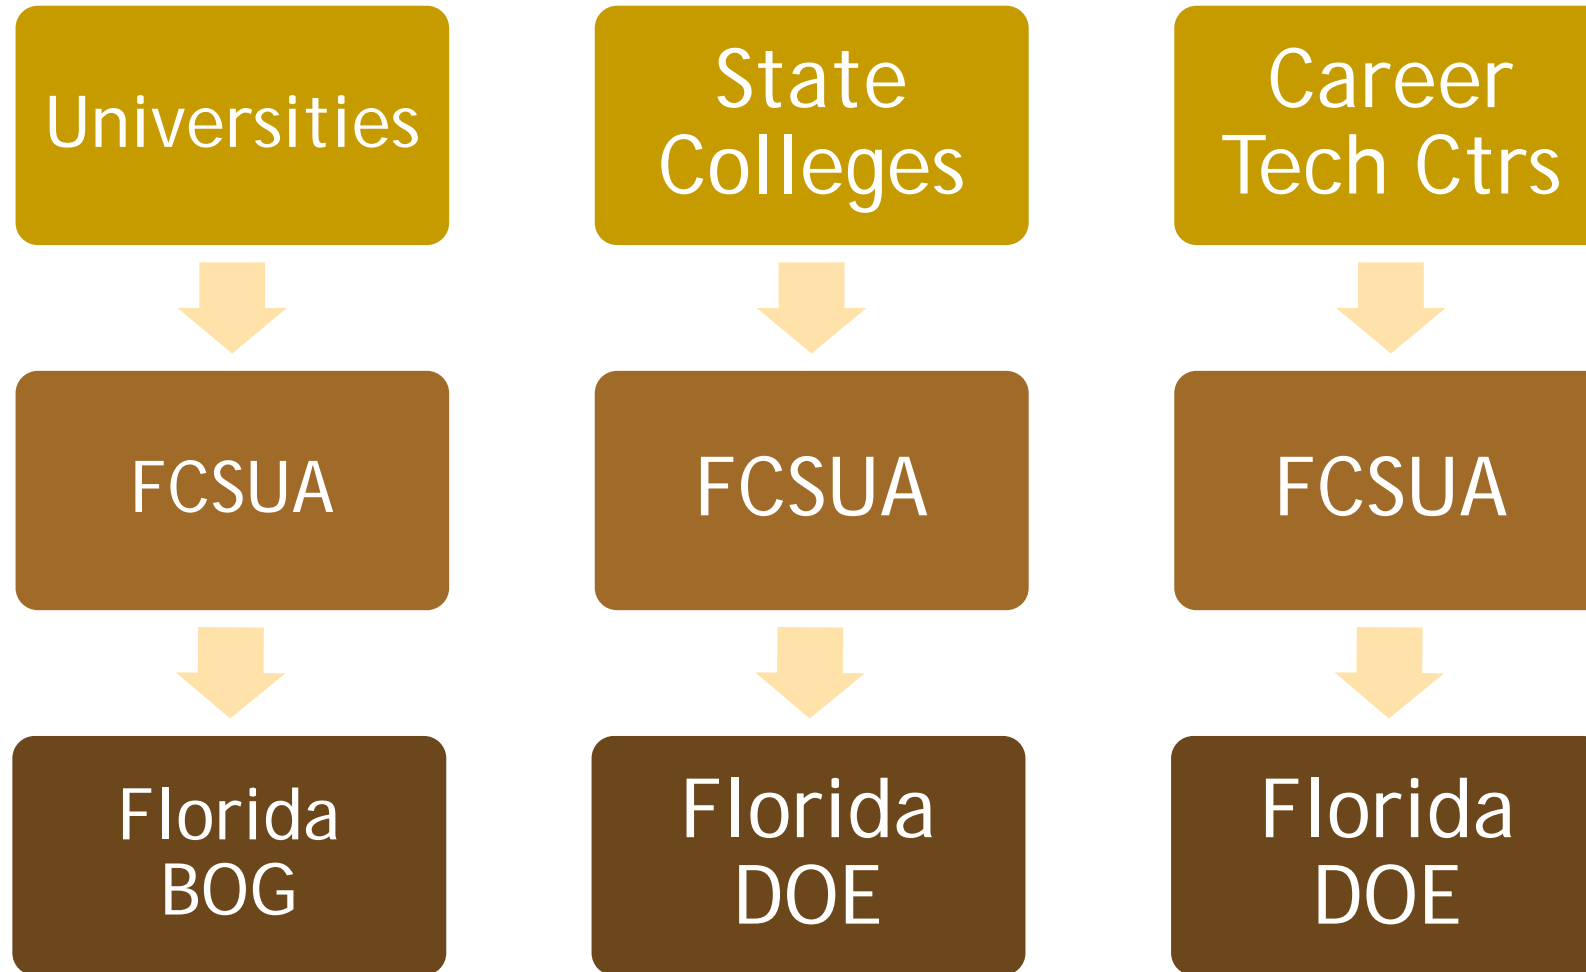 Universities
State
Colleges
Career
Tech Ctrs
FCSUA
FCSUA
FCSUA
Florida
BOG
Florida
DOE
Florida
DOE